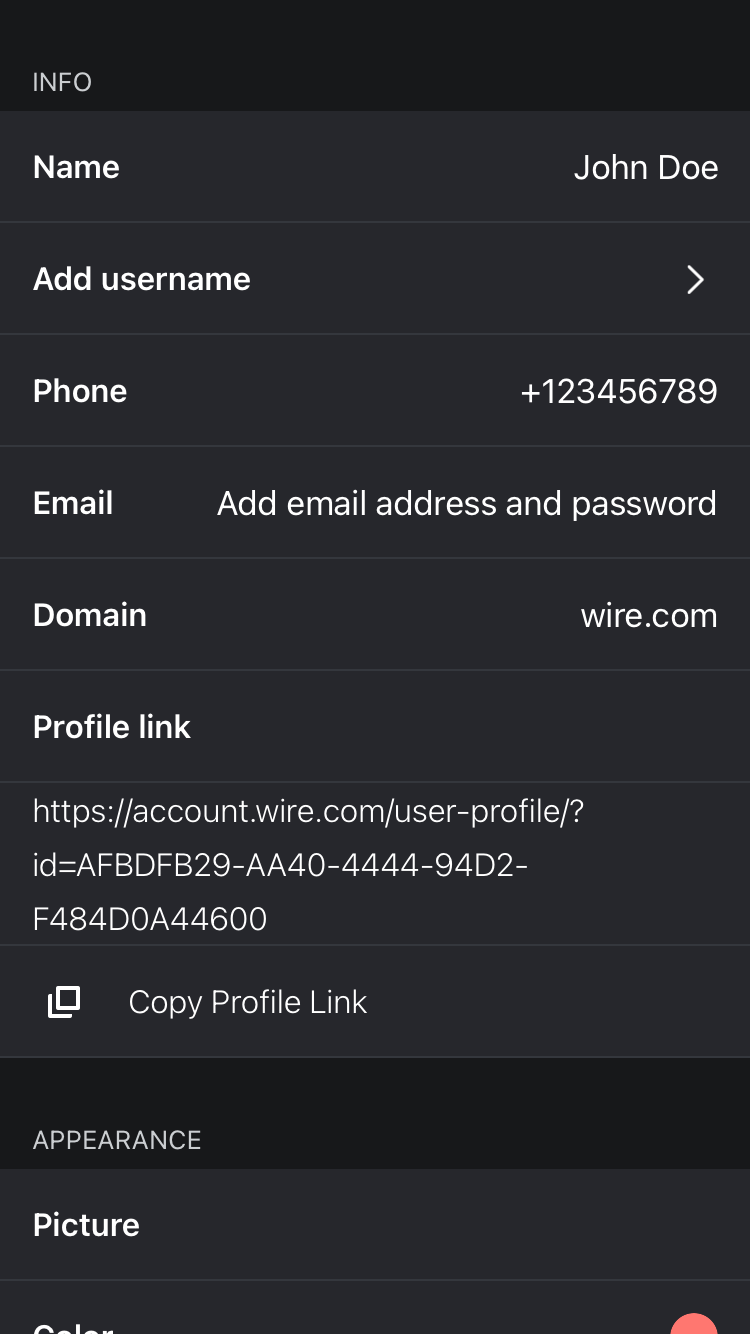 INFO
Name John Doe
Add username
Phone +123456789
Email Add email address and password
Domain wire.com
Profile link
https://account.wire.com/user-profile/?
id=AFBDFB29-AA40-4444-94D2-
F484D0A44600
Copy Profile Link
APPEARANCE
Picture
Color